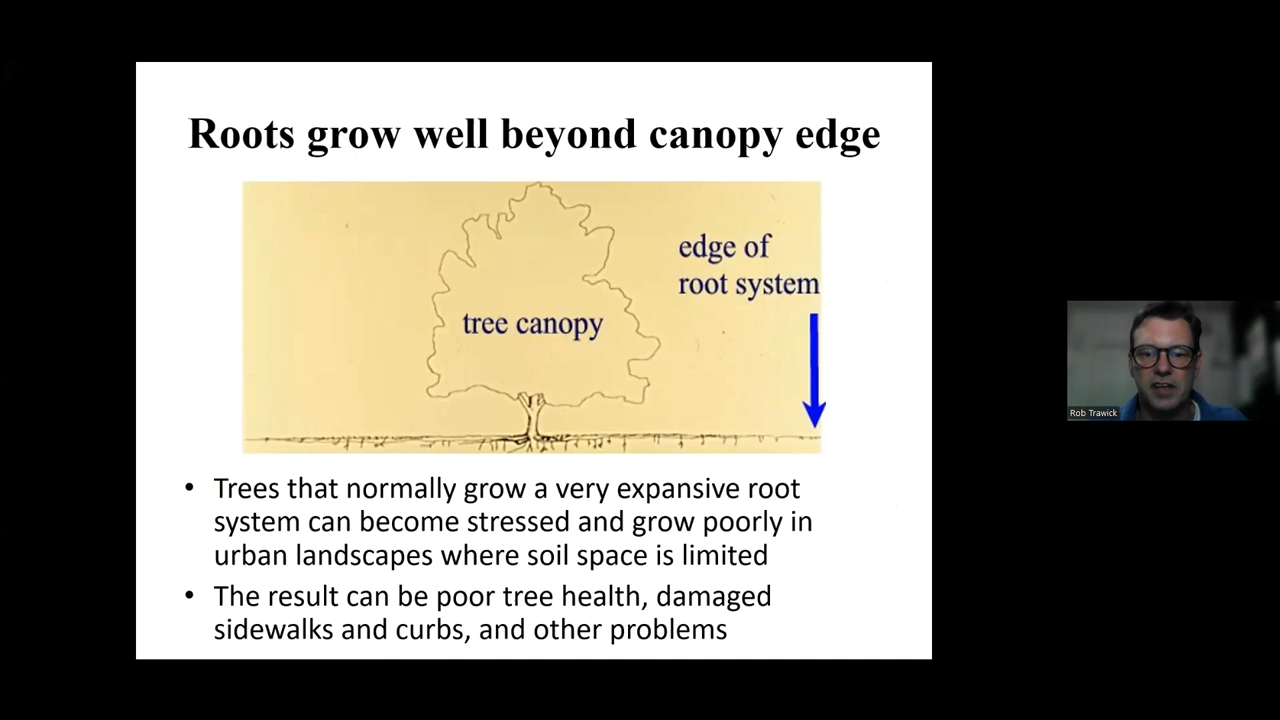 Roots grow well beyond canopy edge
edge of
root system
tree canopy
• Trees that normally grow a very expansive root
system can become stressed and grow poorly in
urban landscapes where soil space is limited
• The result can be poor tree health, damaged
sidewalks and curbs, and other problems
Rob Trawick